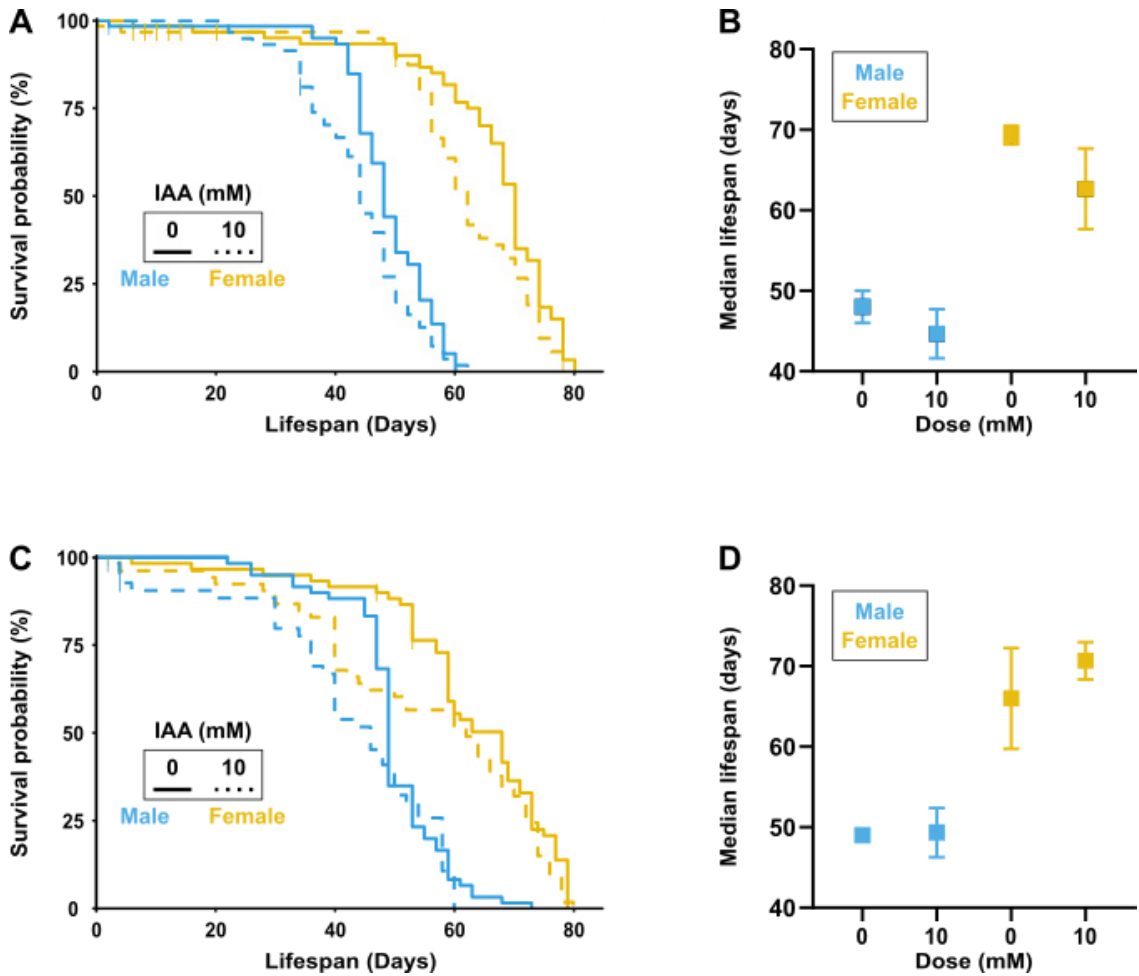 A
Survival probability (%)
100
75
50
25
0
0 20 40 60 80
Lifespan (Days)
IAA (mM)
0 10
Male Female
B
Median lifespan (days)
80
70
60
50
40
Male
Female
0 10 0 10
Dose (mM)
C
Survival probability (%)
100
75
50
25
0
0 20 40 60 80
Lifespan (Days)
IAA (mM)
0 10
Male Female
D
Median lifespan (days)
80
70
60
50
40
Male
Female
0 10 0 10
Dose (mM)